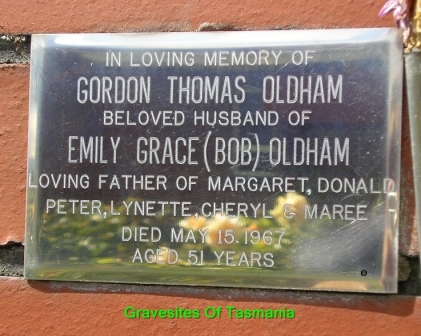 IN LOVING MEMORY OF
GORDON THOMAS OLDHAM
BELOVED HUSBAND OF
EMILY GRACE (BOB) OLDHAM
LOVING FATHER OF MARGARET, DONALD
PETER, LYNETTE, CHERYL & MAREE
DIED MAY 15. 1967
AGED 51 YEARS
Gravesites Of Tasmania